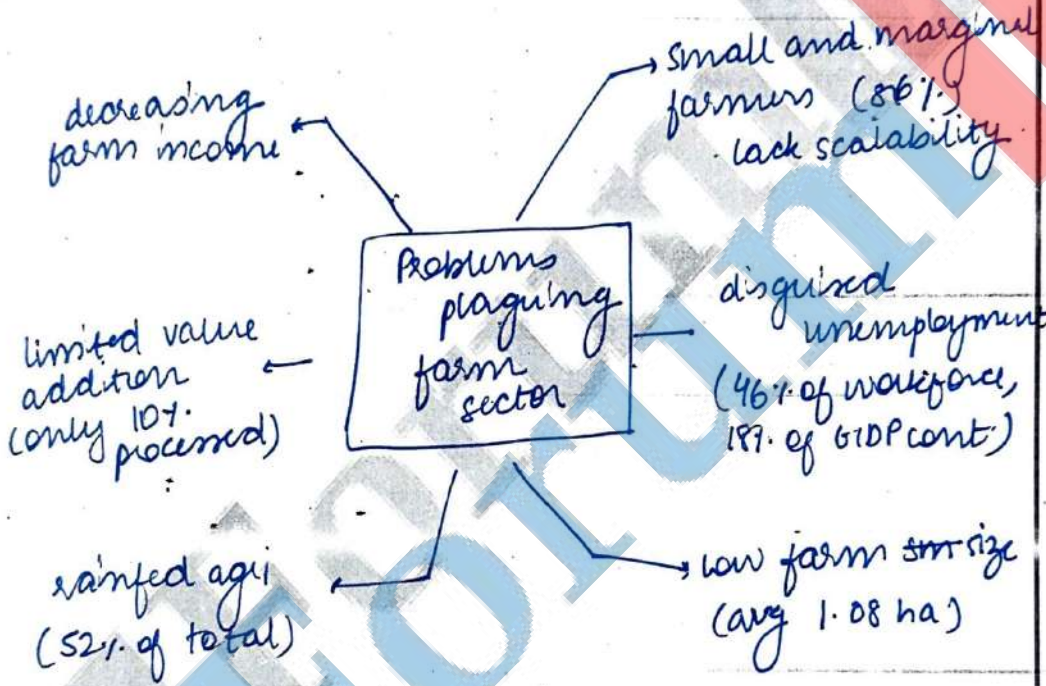 decreasing
farm income
small and marginal
farmers (86%)
lack scalability
Problems
plaguing
farm
sector
disguised
unemployment
(46% of workforce,
18% of GDP cont.)
limited value
addition
(only 10%
processed)
rainfed agri
(52% of total)
low farm size
(avg 1.08 ha)
Forum